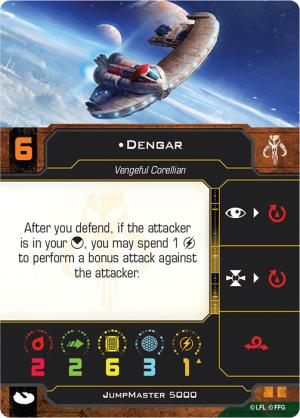 6
•Dengar
Vengeful Corellian
After you defend, if the attacker
is in your , you may spend 1
to perform a bonus attack against
the attacker.
2 2 6 3 1
JumpMaster 5000
©LFL ©FFG